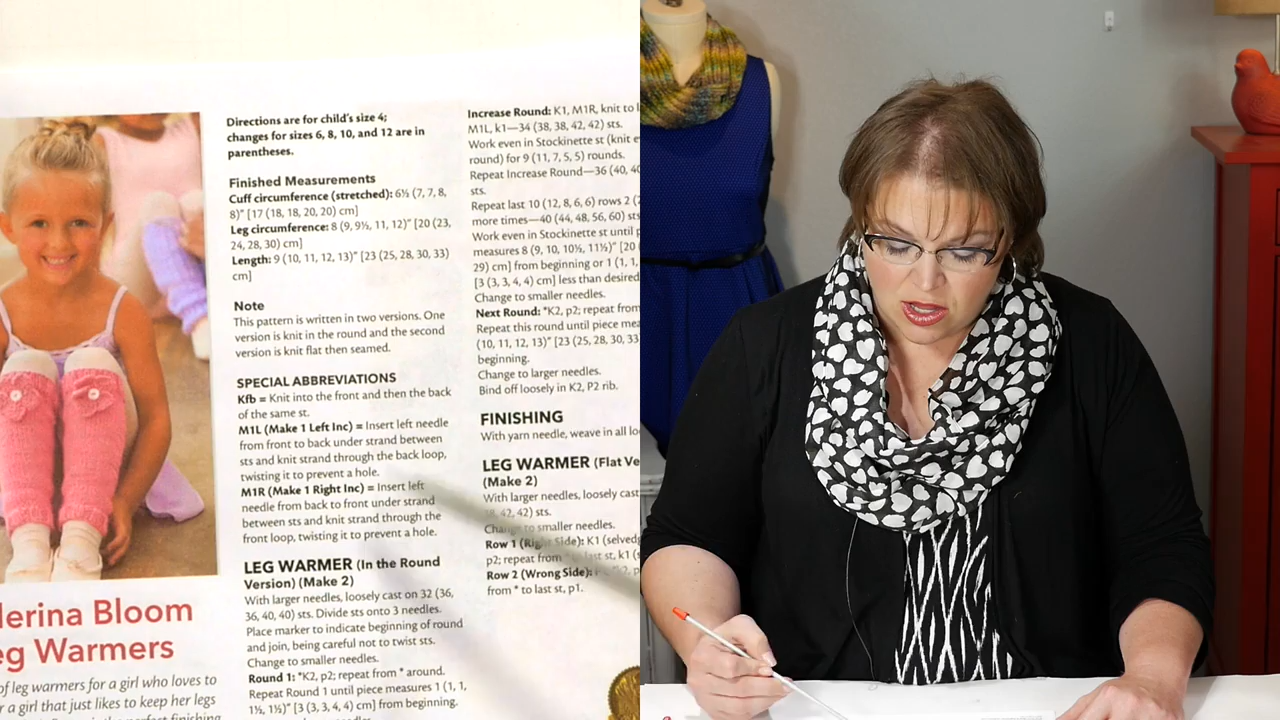 Directions are for child's size 4;
changes for sizes 6, 8, 10, and 12 are in
parentheses.
Finished Measurements
Cuff circumference (stretched): 6½ (7, 7, 8,
8)" [17 (18, 18, 20, 20) cm]
Leg circumference: 8 (9, 9½, 11, 12)" [20 (23,
24, 28, 30) cm]
Length: 9 (10, 11, 12, 13)" [23 (25, 28, 30, 33)
cm]
Note
This pattern is written in two versions. One
version is knit in the round and the second
version is knit flat then seamed.
SPECIAL ABBREVIATIONS
Kfb = Knit into the front and then the back
of the same st.
M1L (Make 1 Left Inc) = Insert left needle
from front to back under strand between
sts and knit strand through the back loop,
twisting it to prevent a hole.
M1R (Make 1 Right Inc) = Insert left
needle from back to front under strand
between sts and knit strand through the
front loop, twisting it to prevent a hole.
LEG WARMER (In the Round
Version) (Make 2)
With larger needles, loosely cast on 32 (36,
36, 40, 40) sts. Divide sts onto 3 needles.
Place marker to indicate beginning of round
and join, being careful not to twist sts.
Change to smaller needles.
Round 1: *K2, p2; repeat from * around.
Repeat Round 1 until piece measures 1 (1, 1,
1½, 1½)" [3 (3, 3, 4, 4) cm] from beginning.
Increase Round: K1, M1R, knit to
M1L, k1—34 (38, 38, 42, 42) sts.
Work even in Stockinette st (knit
round) for 9 (11, 7, 5, 5) rounds.
Repeat Increase Round—36 (40,
sts.
Repeat last 10 (12, 8, 6, 6) rows 2
more times—40 (44, 48, 56, 60) sts
Work even in Stockinette st until
measures 8 (9, 10, 10½, 11½)" [20
29) cm] from beginning or 1 (1, 1,
[3 (3, 3, 4, 4) cm] less than desired
Change to smaller needles.
Next Round: *K2, p2; repeat from
Repeat this round until piece
(10, 11, 12, 13)" [23 (25, 28, 30, 33
beginning.
Change to larger needles.
Bind off loosely in K2, P2 rib.
FINISHING
With yarn needle, weave in all
LEG WARMER (Flat
(Make 2)
With larger needles, loosely cast
42, 42) sts.
Change to smaller needles.
Row 1 (Right Side): K1
p2; repeat from * to last st, k1
Row 2 (Wrong Side):
from * to last st, p1.
lerina Bloom
eg Warmers
of leg warmers for a girl who loves to
r a girl that just likes to keep her legs